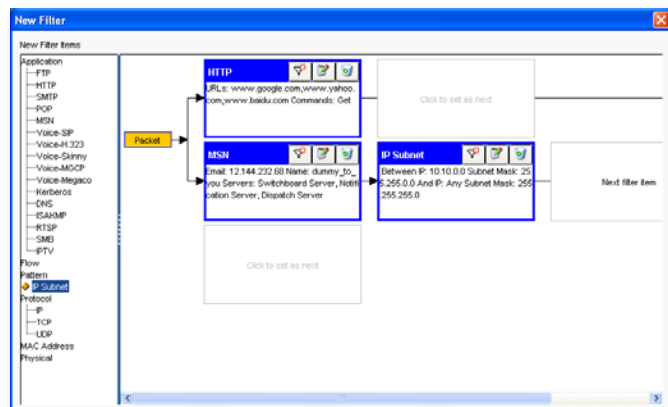 New Filter
New Filter Items
Application
FTP
HTTP
SMTP
POP
MSN
Voice-SIP
Voice-H.323
Voice-Skinny
Voice-MGCP
Voice-Megaco
Kerberos
DNS
ISAKMP
RTSP
SMB
IPTV
Flow
Pattern
IP Subnet
Protocol
IP
TCP
UDP
MAC Address
Physical
Packet
HTTP
URLs: www.google.com,www.yahoo.
com,www.baidu.com Commands: Get
Click to set as next
MSN
Email: 12.144.232.68 Name: dummy_to_
you Servers: Switchboard Server, Notifi
cation Server, Dispatch Server
IP Subnet
Between IP: 10.10.0.0 Subnet Mask: 25
5.255.0.0 And IP: Any Subnet Mask: 255
.255.255.0
Next filter item
Click to set as next